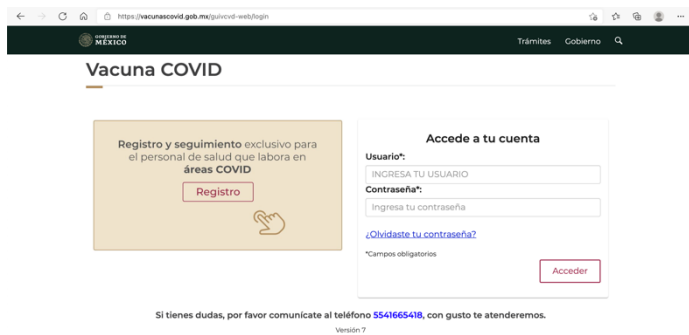 https://vacunascovid.gob.mx/guivcvd-web/login
GOBIERNO DE
MÉXICO
Trámites Gobierno
Vacuna COVID
Registro y seguimiento exclusivo para
el personal de salud que labora en
áreas COVID
Registro
Accede a tu cuenta
Usuario*:
INGRESA TU USUARIO
Contraseña*:
Ingresa tu contraseña
¿Olvidaste tu contraseña?
*Campos obligatorios
Acceder
Si tienes dudas, por favor comunícate al teléfono 5541665418, con gusto te atenderemos.
Versión 7